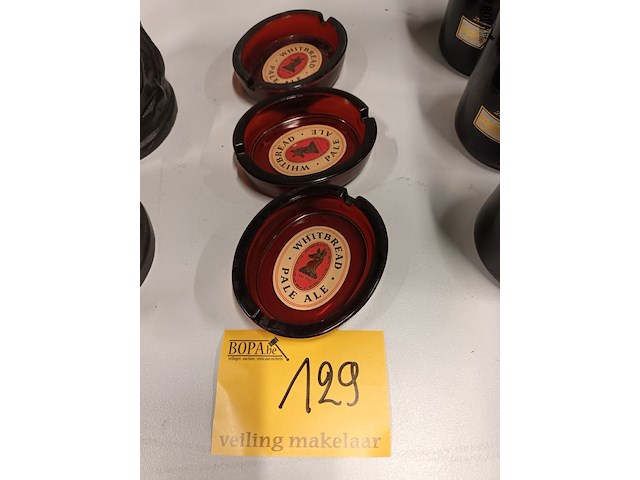 WHITBREAD
PALE ALE
WHITBREAD · PALE ALE ·
· WHITBREAD ·
PALE ALE
BOPA.be
129
veiling makelaar